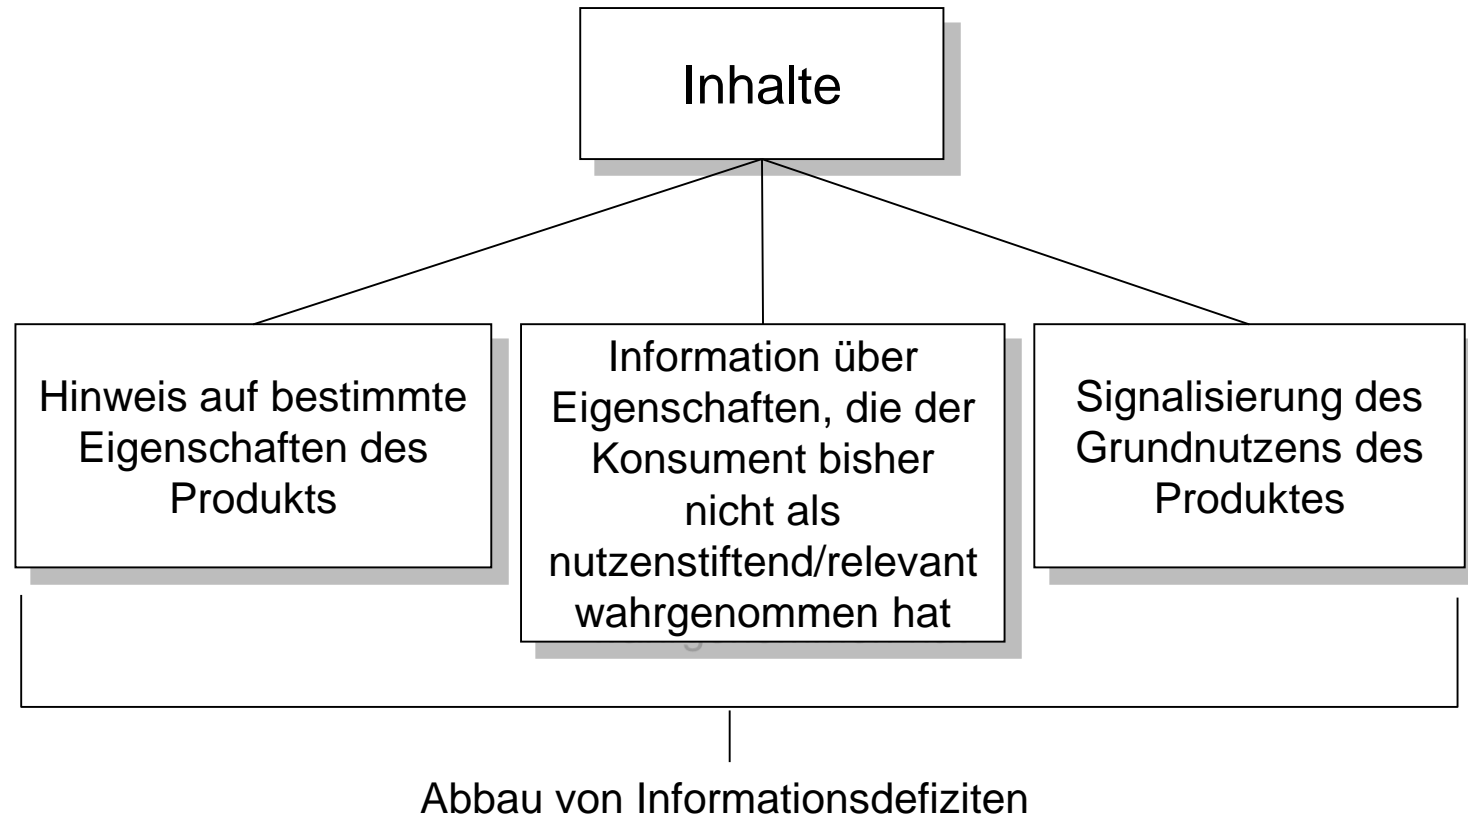 Inhalte
Hinweis auf bestimmte
Eigenschaften des
Produkts
Information über
Eigenschaften, die der
Konsument bisher
nicht als
nutzenstiftend/relevant
wahrgenommen hat
Signalisierung des
Grundnutzens des
Produktes
Abbau von Informationsdefiziten